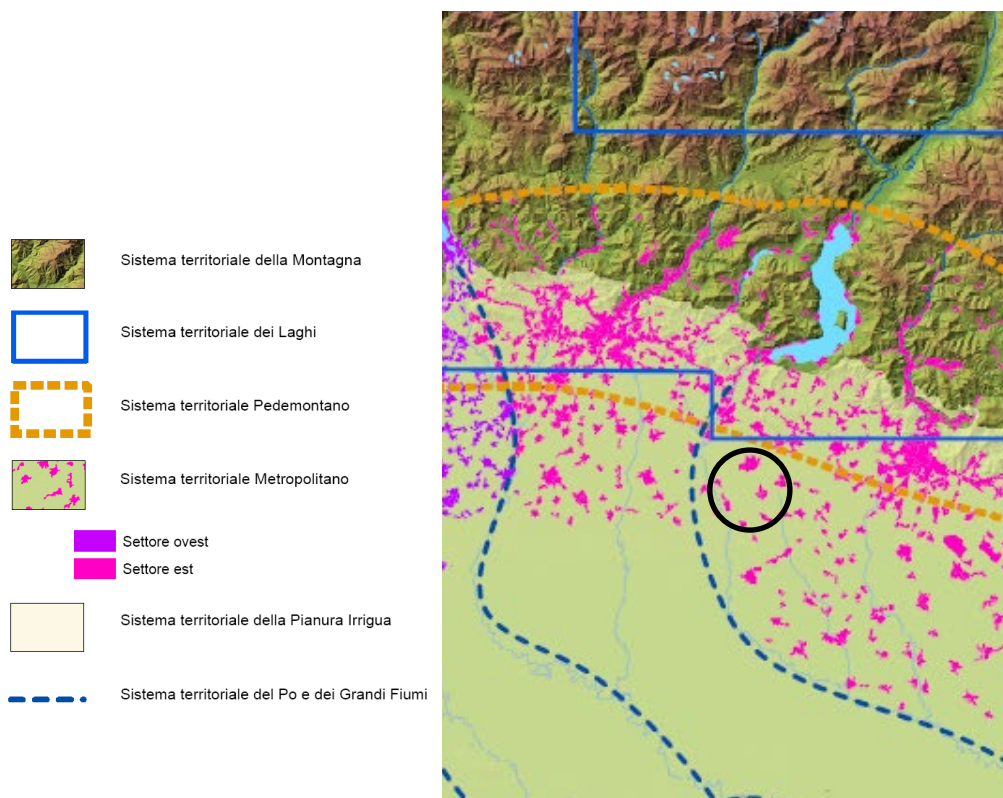 Sistema territoriale della Montagna
Sistema territoriale dei Laghi
Sistema territoriale Pedemontano
Sistema territoriale Metropolitano
Settore ovest
Settore est
Sistema territoriale della Pianura Irrigua
Sistema territoriale del Po e dei Grandi Fiumi